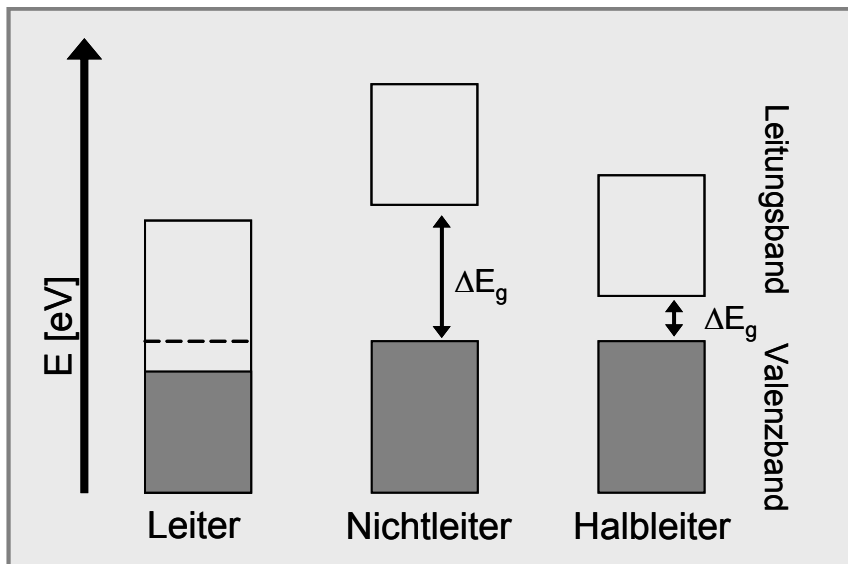 E [eV]
ΔEg
ΔEg
Leitungsband
Valenzband
Leiter
Nichtleiter
Halbleiter